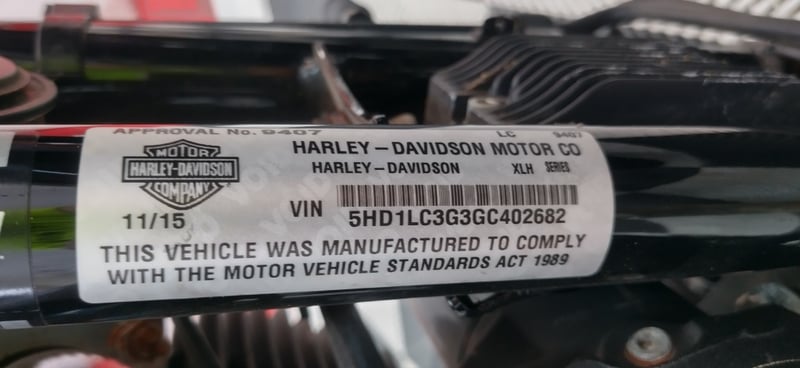 APPROVAL No. 9407 LC 9407
HARLEY-DAVIDSON MOTOR CO
HARLEY-DAVIDSON XLH SERIES
MOTOR
HARLEY-DAVIDSON
COMPANY
11/15
VIN 5HD1LC3G3GC402682
THIS VEHICLE WAS MANUFACTURED TO COMPLY
WITH THE MOTOR VEHICLE STANDARDS ACT 1989